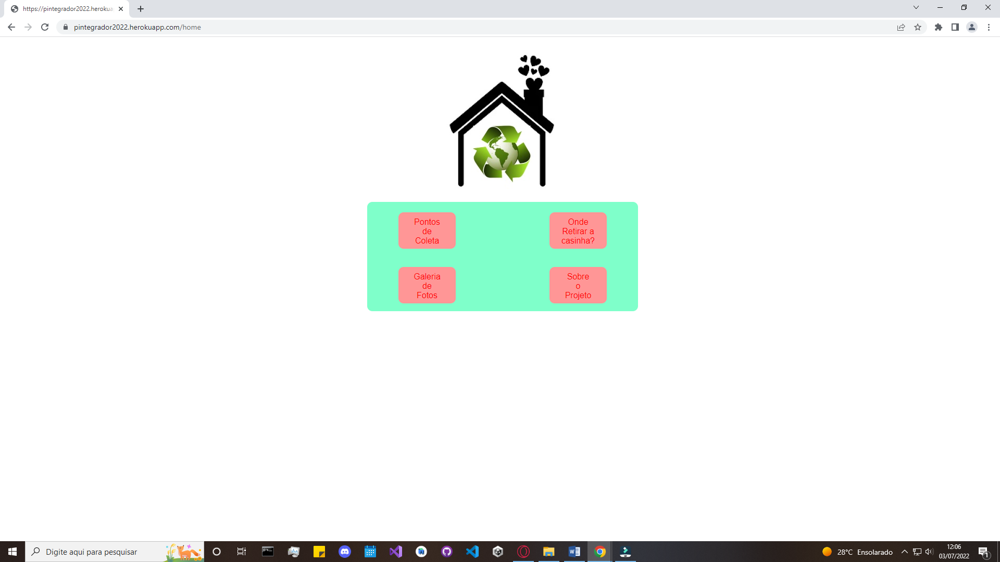 https://pintegrador2022.herokua
pintegrador2022.herokuapp.com/home
Pontos
de
Coleta
Onde
Retirar a
casinha?
Galeria
de
Fotos
Sobre
o
Projeto
Digite aqui para pesquisar
28°C Ensolarado
12:06
03/07/2022
1